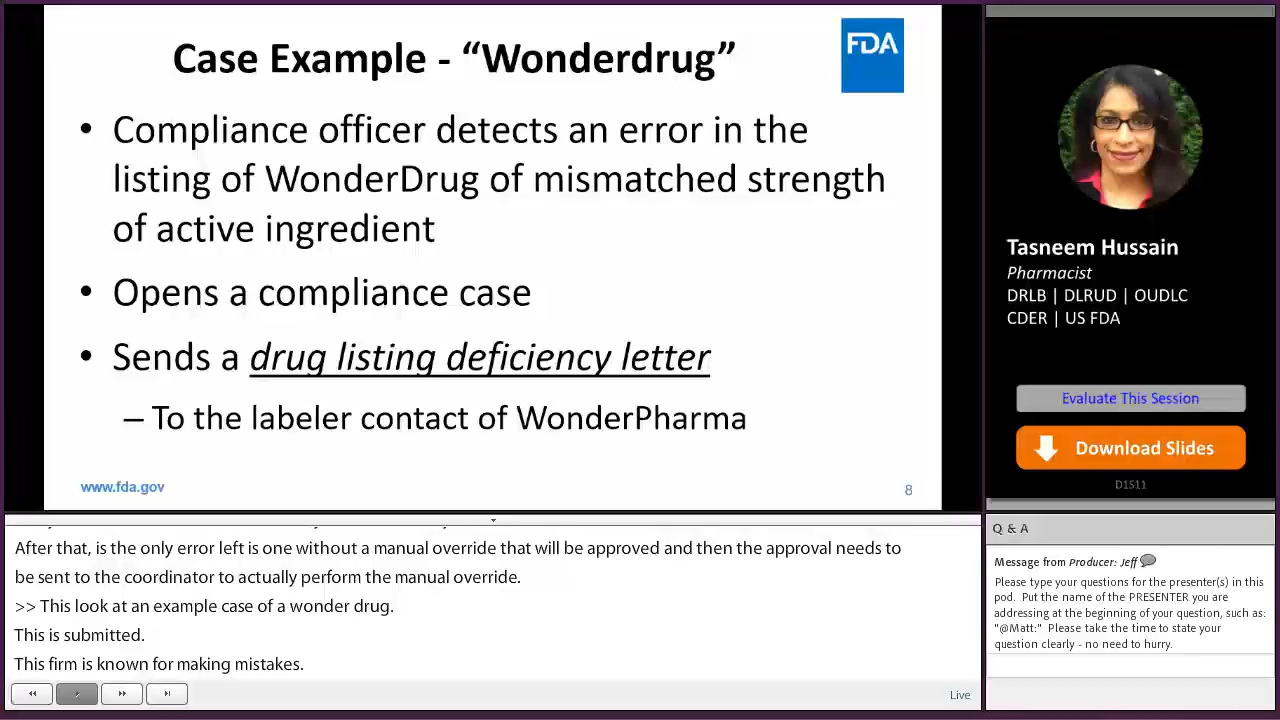 Case Example - “Wonderdrug”
FDA
• Compliance officer detects an error in the
listing of WonderDrug of mismatched strength
of active ingredient
• Opens a compliance case
• Sends a drug listing deficiency letter
– To the labeler contact of WonderPharma
www.fda.gov
8
Tasneem Hussain
Pharmacist
DRLB | DLRUD | OUDLC
CDER | US FDA
Evaluate This Session
Download Slides
D1S11
After that, is the only error left is one without a manual override that will be approved and then the approval needs to
be sent to the coordinator to actually perform the manual override.
>> This look at an example case of a wonder drug.
This is submitted.
This firm is known for making mistakes.
Live
Q & A
Message from Producer: Jeff
Please type your questions for the presenter(s) in this
pod. Put the name of the PRESENTER you are
addressing at the beginning of your question, such as:
"@Matt:" Please take the time to state your
question clearly - no need to hurry.